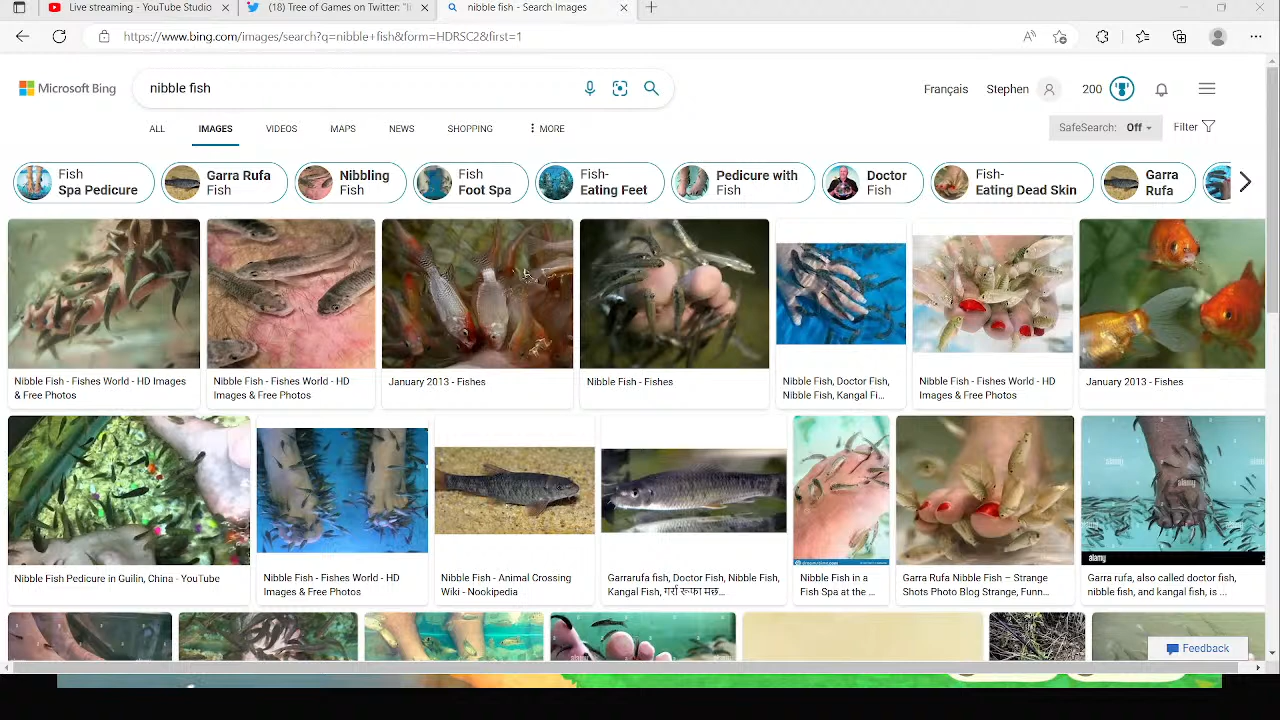 Live streaming - YouTube Studio
(18) Tree of Games on Twitter: "li
nibble fish - Search Images
https://www.bing.com/images/search?q=nibble+fish&form=HDRSC2&first=1
Microsoft Bing
nibble fish
Français
Stephen
200
ALL
IMAGES
VIDEOS
MAPS
NEWS
SHOPPING
MORE
SafeSearch: Off
Filter
Fish
Spa Pedicure
Garra Rufa
Fish
Nibbling
Fish
Fish
Foot Spa
Fish-
Eating Feet
Pedicure with
Fish
Doctor
Fish
Fish-
Eating Dead Skin
Garra
Rufa
Nibble Fish - Fishes World - HD Images
& Free Photos
Nibble Fish - Fishes World - HD
Images & Free Photos
January 2013 - Fishes
Nibble Fish - Fishes
Nibble Fish, Doctor Fish,
Nibble Fish, Kangal Fi...
Nibble Fish - Fishes World - HD
Images & Free Photos
January 2013 - Fishes
alamy
alamy
alamy
alamy
Nibble Fish Pedicure in Guilin, China - YouTube
Nibble Fish - Fishes World - HD
Images & Free Photos
Nibble Fish - Animal Crossing
Wiki - Nookipedia
Garrarufa fish, Doctor Fish, Nibble Fish,
Kangal Fish, गर्रा रूफा मछ...
Nibble Fish in a
Fish Spa at the ...
Garra Rufa Nibble Fish – Strange
Shots Photo Blog Strange, Funn...
Garra rufa, also called doctor fish,
nibble fish, and kangal fish, is ...
Feedback